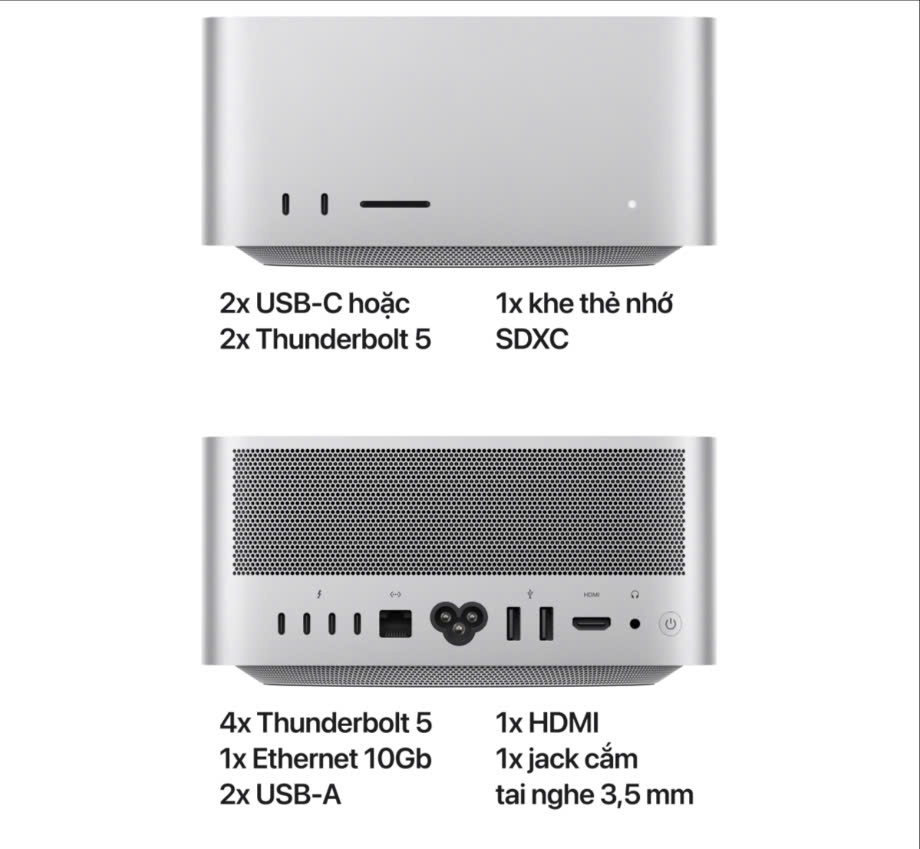 2x USB-C hoặc
2x Thunderbolt 5
1x khe thẻ nhớ
SDXC
HDMI
4x Thunderbolt 5
1x Ethernet 10Gb
2x USB-A
1x HDMI
1x jack cắm
tai nghe 3,5 mm